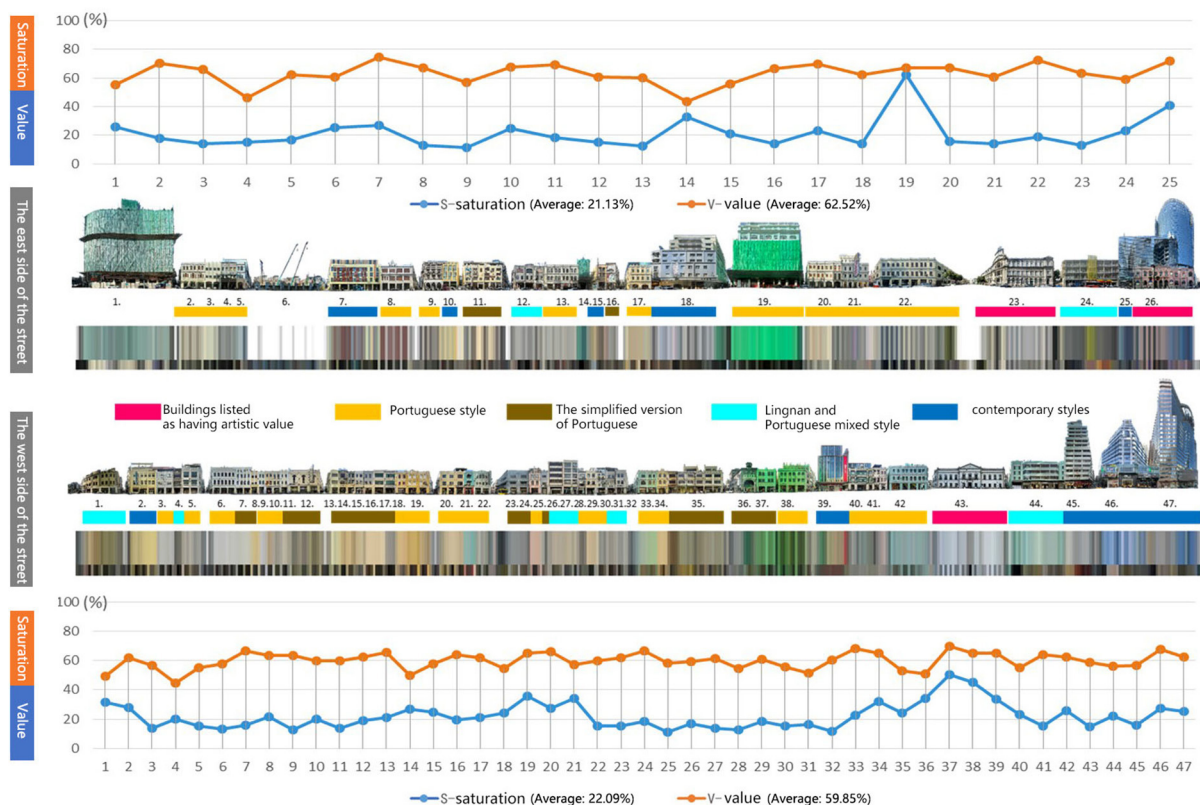 100 (%)
80
60
40
20
0
Saturation
Value
1 2 3 4 5 6 7 8 9 10 11 12 13 14 15 16 17 18 19 20 21 22 23 24 25
S-saturation (Average: 21.13%) V-value (Average: 62.52%)
The east side of the street
1. 2. 3. 4. 5. 6. 7. 8. 9. 10. 11. 12. 13. 14. 15. 16. 17. 18. 19. 20. 21. 22. 23. 24. 25. 26.
Buildings listed
as having artistic value
Portuguese style
The simplified version
of Portuguese
Lingnan and
Portuguese mixed style
contemporary styles
The west side of the street
1. 2. 3. 4. 5. 6. 7. 8. 9. 10. 11. 12. 13. 14. 15. 16. 17. 18. 19. 20. 21. 22. 23. 24. 25. 26. 27. 28. 29. 30. 31. 32 33. 34. 35. 36. 37. 38. 39. 40. 41. 42 43. 44. 45. 46. 47.
100 (%)
80
60
40
20
0
Saturation
Value
1 2 3 4 5 6 7 8 9 10 11 12 13 14 15 16 17 18 19 20 21 22 23 24 25 26 27 28 29 30 31 32 33 34 35 36 37 38 39 40 41 42 43 44 45 46 47
S-saturation (Average: 22.09%) V-value (Average: 59.85%)